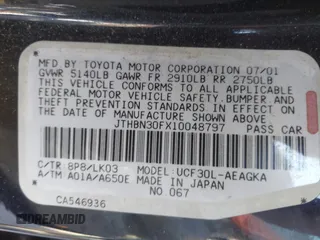 MFD BY TOYOTA MOTOR CORPORATION 07/01
GVWR 5140LB GAWR FR 2910LB RR 2750LB
THIS VEHICLE CONFORMS TO ALL APPLICABLE
FEDERAL MOTOR VEHICLE SAFETY, BUMPER AND
THEFT PREVENTION STANDARDS IN EFFECT ON
THE DATE OF MANUFACTURE SHOWN ABOVE.
JTHBN30FX10048797 PASS. CAR
C/TR 8P8/LK03 MODEL UCF30L-AEAGKA
A/TM A01A/A650E MADE IN JAPAN
NO.067
CA546936
© DREAMBID